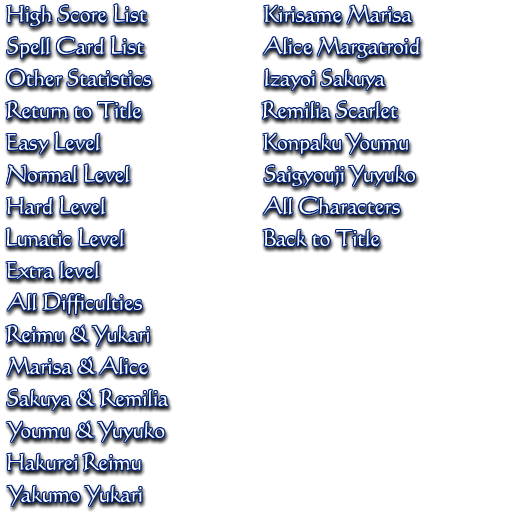 High Score List
Spell Card List
Other Statistics
Return to Title
Easy Level
Normal Level
Hard Level
Lunatic Level
Extra level
All Difficulties
Reimu & Yukari
Marisa & Alice
Sakuya & Remilia
Youmu & Yuyuko
Hakurei Reimu
Yakumo Yukari
Kirisame Marisa
Alice Margatroid
Izayoi Sakuya
Remilia Scarlet
Konpaku Youmu
Saigyouji Yuyuko
All Characters
Back to Title